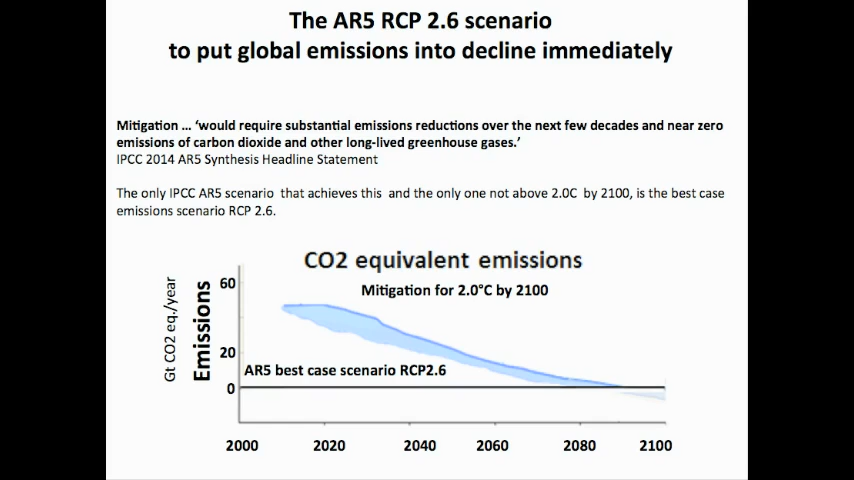 The AR5 RCP 2.6 scenario
to put global emissions into decline immediately
Mitigation ... ‘would require substantial emissions reductions over the next few decades and near zero
emissions of carbon dioxide and other long-lived greenhouse gases.’
IPCC 2014 AR5 Synthesis Headline Statement
The only IPCC AR5 scenario that achieves this and the only one not above 2.0C by 2100, is the best case
emissions scenario RCP 2.6.
CO2 equivalent emissions
Mitigation for 2.0°C by 2100
Gt CO2 eq./year
Emissions
60
20
0
AR5 best case scenario RCP2.6
2000 2020 2040 2060 2080 2100